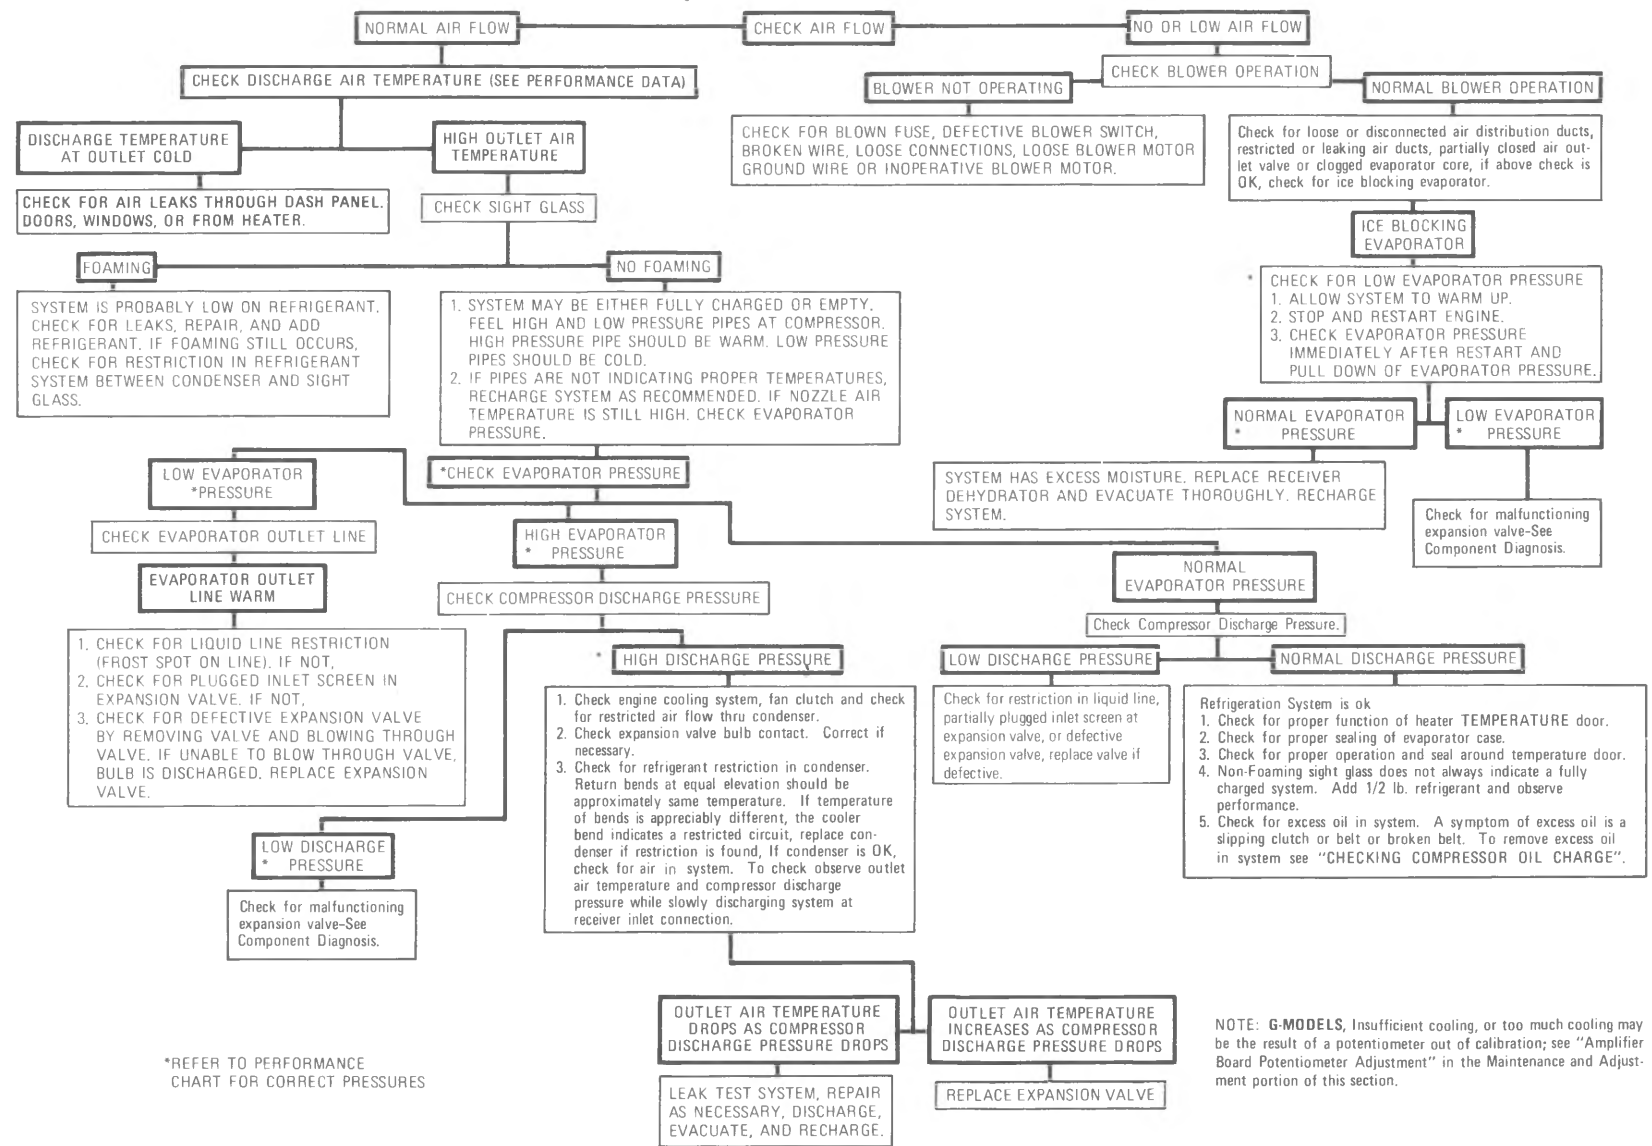 NORMAL AIR FLOW
CHECK AIR FLOW
NO OR LOW AIR FLOW
CHECK DISCHARGE AIR TEMPERATURE (SEE PERFORMANCE DATA)
CHECK BLOWER OPERATION
BLOWER NOT OPERATING
NORMAL BLOWER OPERATION
DISCHARGE TEMPERATURE
AT OUTLET COLD
HIGH OUTLET AIR
TEMPERATURE
CHECK FOR BLOWN FUSE, DEFECTIVE BLOWER SWITCH,
BROKEN WIRE, LOOSE CONNECTIONS, LOOSE BLOWER MOTOR
GROUND WIRE OR INOPERATIVE BLOWER MOTOR.
Check for loose or disconnected air distribution ducts,
restricted or leaking air ducts, partially closed air out-
let valve or clogged evaporator core, if above check is
OK, check for ice blocking evaporator.
CHECK FOR AIR LEAKS THROUGH DASH PANEL.
DOORS, WINDOWS, OR FROM HEATER.
CHECK SIGHT GLASS
ICE BLOCKING
EVAPORATOR
FOAMING
NO FOAMING
SYSTEM IS PROBABLY LOW ON REFRIGERANT.
CHECK FOR LEAKS, REPAIR, AND ADD
REFRIGERANT. IF FOAMING STILL OCCURS,
CHECK FOR RESTRICTION IN REFRIGERANT
SYSTEM BETWEEN CONDENSER AND SIGHT
GLASS.
1. SYSTEM MAY BE EITHER FULLY CHARGED OR EMPTY.
FEEL HIGH AND LOW PRESSURE PIPES AT COMPRESSOR.
HIGH PRESSURE PIPE SHOULD BE WARM. LOW PRESSURE
PIPES SHOULD BE COLD.
2. IF PIPES ARE NOT INDICATING PROPER TEMPERATURES,
RECHARGE SYSTEM AS RECOMMENDED. IF NOZZLE AIR
TEMPERATURE IS STILL HIGH. CHECK EVAPORATOR
PRESSURE.
* CHECK FOR LOW EVAPORATOR PRESSURE
1. ALLOW SYSTEM TO WARM UP.
2. STOP AND RESTART ENGINE.
3. CHECK EVAPORATOR PRESSURE
IMMEDIATELY AFTER RESTART AND
PULL DOWN OF EVAPORATOR PRESSURE.
NORMAL EVAPORATOR
* PRESSURE
LOW EVAPORATOR
* PRESSURE
LOW EVAPORATOR
*PRESSURE
*CHECK EVAPORATOR PRESSURE
SYSTEM HAS EXCESS MOISTURE. REPLACE RECEIVER
DEHYDRATOR AND EVACUATE THOROUGHLY. RECHARGE
SYSTEM.
Check for malfunctioning
expansion valve-See
Component Diagnosis.
CHECK EVAPORATOR OUTLET LINE
HIGH EVAPORATOR
* PRESSURE
NORMAL
EVAPORATOR PRESSURE
EVAPORATOR OUTLET
LINE WARM
CHECK COMPRESSOR DISCHARGE PRESSURE
Check Compressor Discharge Pressure.
1. CHECK FOR LIQUID LINE RESTRICTION
(FROST SPOT ON LINE). IF NOT,
2. CHECK FOR PLUGGED INLET SCREEN IN
EXPANSION VALVE. IF NOT,
3. CHECK FOR DEFECTIVE EXPANSION VALVE
BY REMOVING VALVE AND BLOWING THROUGH
VALVE. IF UNABLE TO BLOW THROUGH VALVE,
BULB IS DISCHARGED, REPLACE EXPANSION
VALVE.
* HIGH DISCHARGE PRESSURE
LOW DISCHARGE PRESSURE
NORMAL DISCHARGE PRESSURE
1. Check engine cooling system, fan clutch and check
for restricted air flow thru condenser.
2. Check expansion valve bulb contact. Correct if
necessary.
3. Check for refrigerant restriction in condenser.
Return bends at equal elevation should be
approximately same temperature. If temperature
of bends is appreciably different, the cooler
bend indicates a restricted circuit, replace con-
denser if restriction is found, If condenser is OK,
check for air in system. To check observe outlet
air temperature and compressor discharge
pressure while slowly discharging system at
receiver inlet connection.
Check for restriction in liquid line,
partially plugged inlet screen at
expansion valve, or defective
expansion valve, replace valve if
defective.
Refrigeration System is ok
1. Check for proper function of heater TEMPERATURE door.
2. Check for proper sealing of evaporator case.
3. Check for proper operation and seal around temperature door.
4. Non-Foaming sight glass does not always indicate a fully
charged system. Add 1/2 lb. refrigerant and observe
performance.
5. Check for excess oil in system. A symptom of excess oil is a
slipping clutch or belt or broken belt. To remove excess oil
in system see "CHECKING COMPRESSOR OIL CHARGE".
LOW DISCHARGE
* PRESSURE
Check for malfunctioning
expansion valve-See
Component Diagnosis.
OUTLET AIR TEMPERATURE
DROPS AS COMPRESSOR
DISCHARGE PRESSURE DROPS
OUTLET AIR TEMPERATURE
INCREASES AS COMPRESSOR
DISCHARGE PRESSURE DROPS
LEAK TEST SYSTEM, REPAIR
AS NECESSARY, DISCHARGE,
EVACUATE, AND RECHARGE.
REPLACE EXPANSION VALVE
*REFER TO PERFORMANCE
CHART FOR CORRECT PRESSURES
NOTE: G-MODELS, Insufficient cooling, or too much cooling may
be the result of a potentiometer out of calibration; see "Amplifier
Board Potentiometer Adjustment" in the Maintenance and Adjust-
ment portion of this section.